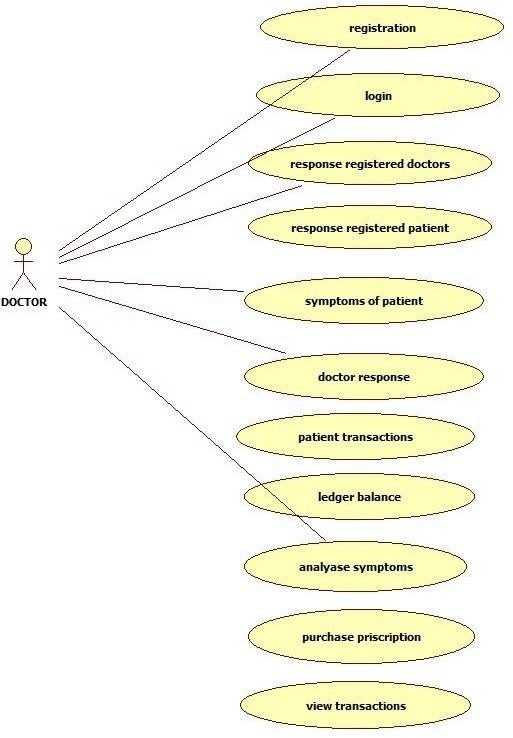 registration
login
response registered doctors
response registered patient
DOCTOR
symptoms of patient
doctor response
patient transactions
ledger balance
analyase symptoms
purchase priscription
view transactions